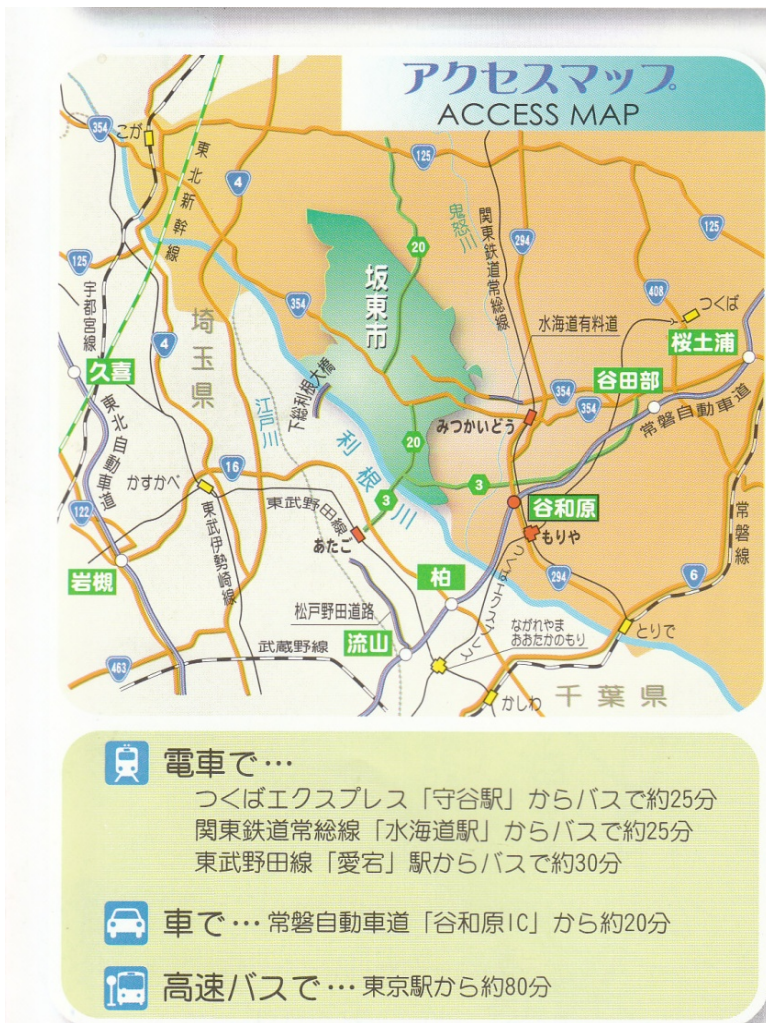 アクセスマップ
ACCESS MAP
354
こが
125
東北新幹線
4
鬼怒川
関東鉄道常総線
294
125
20
125
宇都宮線
坂東市
354
408
つくば
埼玉県
水海道有料道
桜土浦
4
久喜
谷田部
下総利根大橋
354
354
常磐自動車道
東北自動車道
江戸川
利根川
みつかいどう
20
16
かすかべ
3
3
東武野田線
谷和原
122
東武伊勢崎線
あたご
もりや
常磐線
岩槻
柏
つくばエクスプレス
294
6
松戸野田道路
ながれやま
おおたかのもり
とりで
武蔵野線
流山
463
かしわ
千葉県
電車で…
つくばエクスプレス「守谷駅」からバスで約25分
関東鉄道常総線「水海道駅」からバスで約25分
東武野田線「愛宕」駅からバスで約30分
車で…常磐自動車道「谷和原IC」から約20分
高速バスで…東京駅から約80分